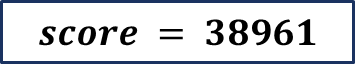 score = 38961